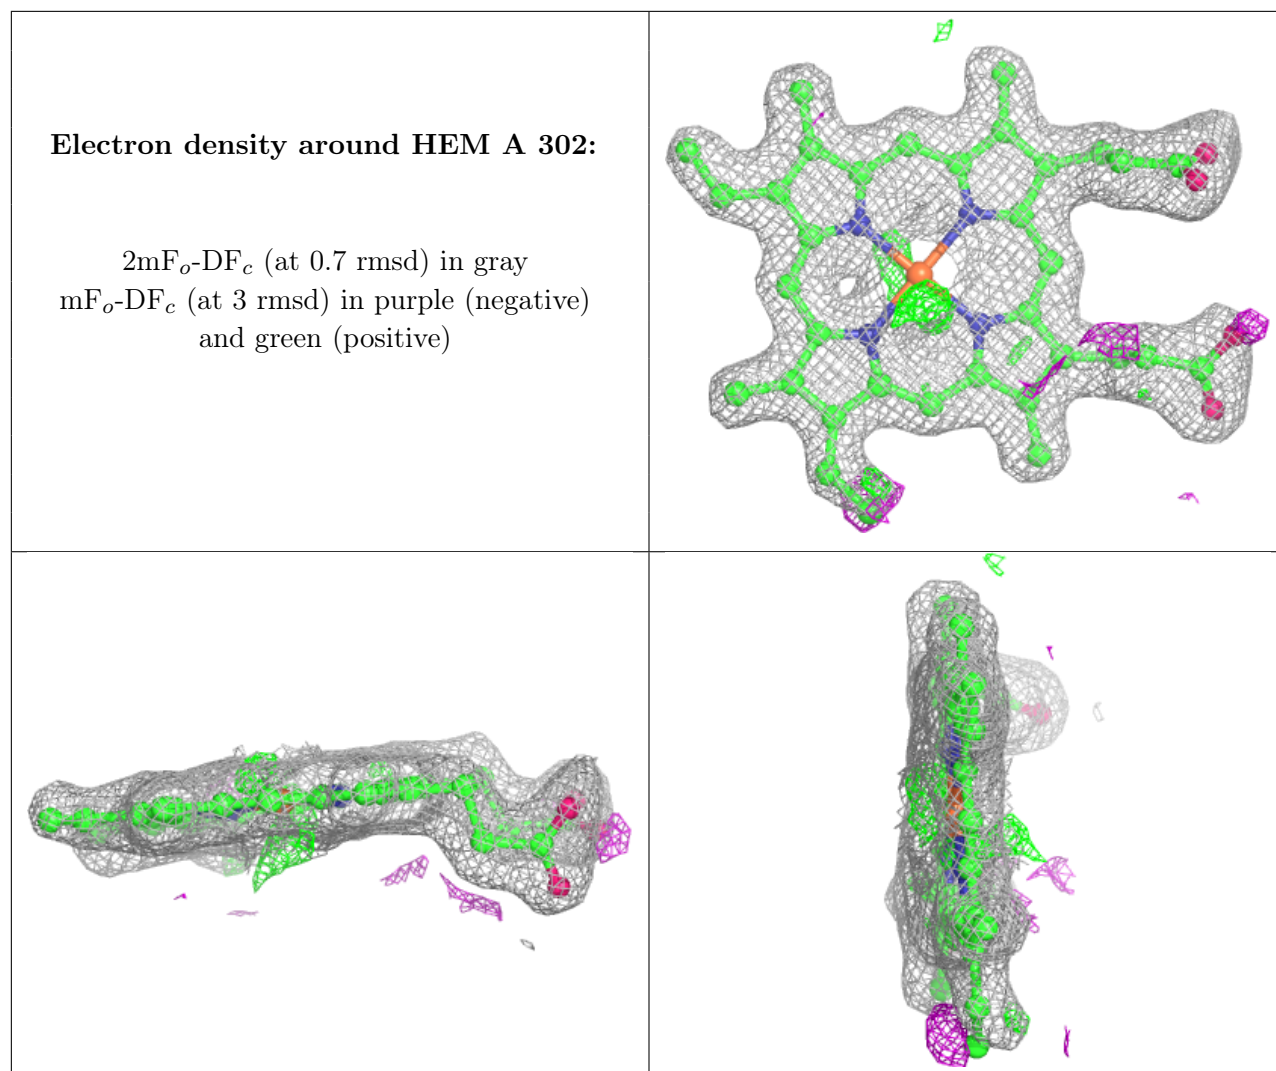 Electron density around HEM A 302:
2mFo-DFc (at 0.7 rmsd) in gray
mFo-DFc (at 3 rmsd) in purple (negative)
and green (positive)